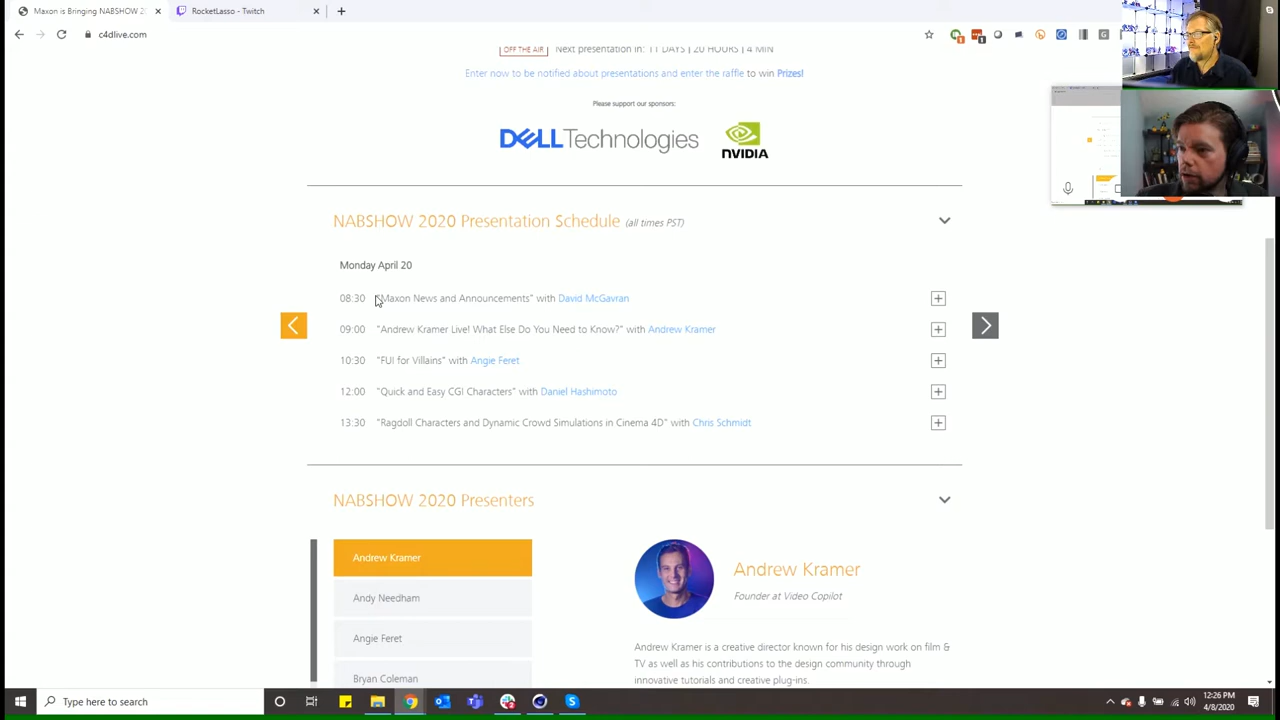 Maxon is Bringing NABSHOW 2
RocketLasso - Twitch
c4dlive.com
OFF THE AIR
Next presentation in: 11 DAYS | 20 HOURS | 4 MIN
Enter now to be notified about presentations and enter the raffle to win Prizes!
Please support our sponsors:
DELL Technologies
NVIDIA
NABSHOW 2020 Presentation Schedule (all times PST)
Monday April 20
08:30 "Maxon News and Announcements" with David McGavran
09:00 "Andrew Kramer Live! What Else Do You Need to Know?" with Andrew Kramer
10:30 "FUI for Villains" with Angie Feret
12:00 "Quick and Easy CGI Characters" with Daniel Hashimoto
13:30 "Ragdoll Characters and Dynamic Crowd Simulations in Cinema 4D" with Chris Schmidt
NABSHOW 2020 Presenters
Andrew Kramer
Andy Needham
Angie Feret
Bryan Coleman
Andrew Kramer
Founder at Video Copilot
Andrew Kramer is a creative director known for his design work on film &
TV as well as his contributions to the design community through
innovative tutorials and creative plug-ins.
Type here to search
12:26 PM
4/8/2020